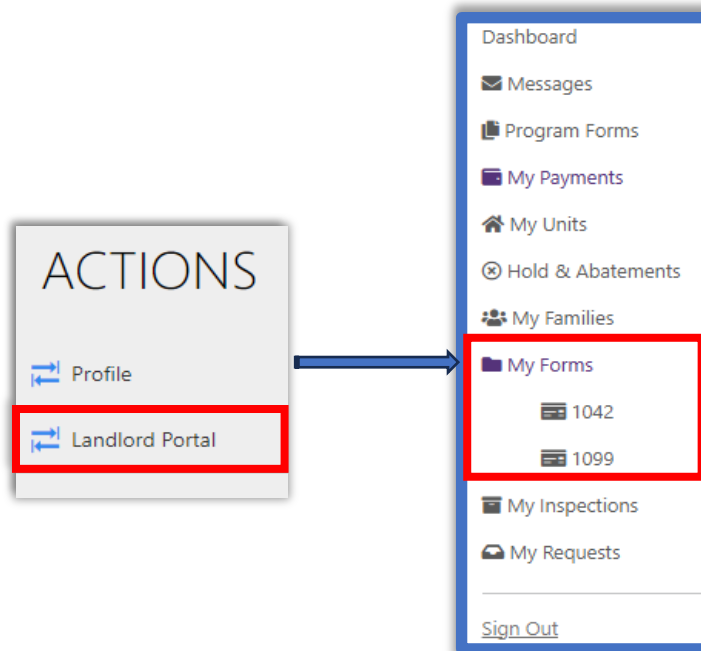 ACTIONS
Profile
Landlord Portal
Dashboard
Messages
Program Forms
My Payments
My Units
Hold & Abatements
My Families
My Forms
1042
1099
My Inspections
My Requests
Sign Out